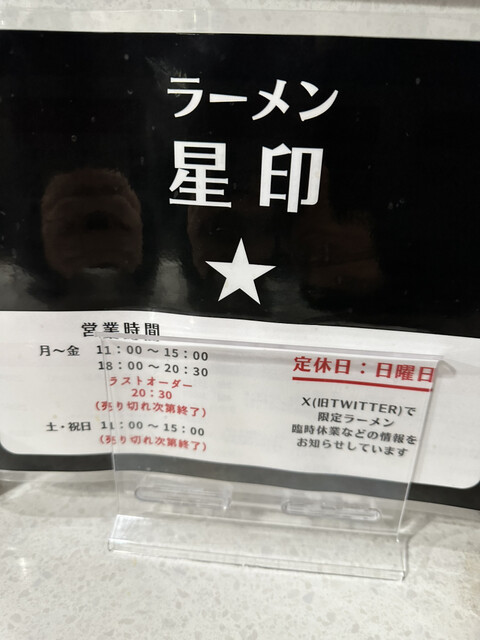 ラーメン
星印
★
営業時間
月～金 11：00～15：00
18：00～20：30
ラストオーダー
20：30
(売り切れ次第終了)
土・祝日 11：00～15：00
(売り切れ次第終了)
定休日：日曜日
X(旧TWITTER)で
限定ラーメン
臨時休業などの情報を
お知らせしています